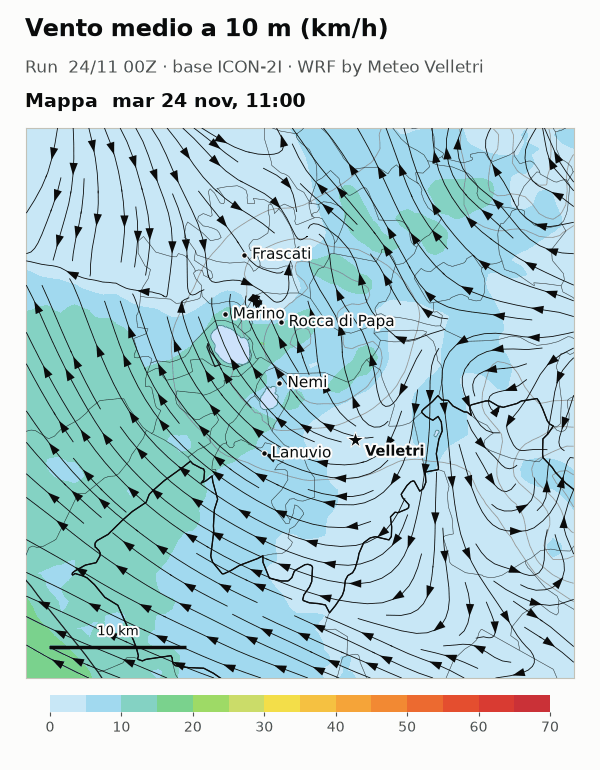 Vento medio a 10 m (km/h)
Run 24/11 00Z · base ICON-2I · WRF by Meteo Velletri
Mappa mar 24 nov, 11:00
Frascati
Marino
Rocca di Papa
Nemi
Velletri
Lanuvio
10 km
0 10 20 30 40 50 60 70